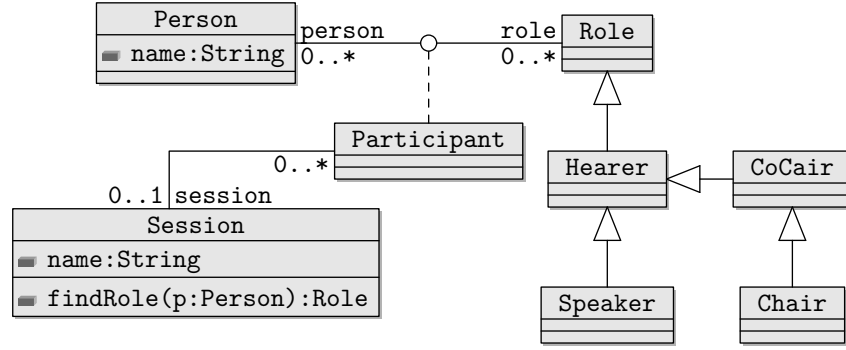 Person
name:String
person
0..*
role
0..*
Role
Participant
0..*
0..1 session
Hearer
CoCair
Session
name:String
findRole(p:Person):Role
Speaker
Chair